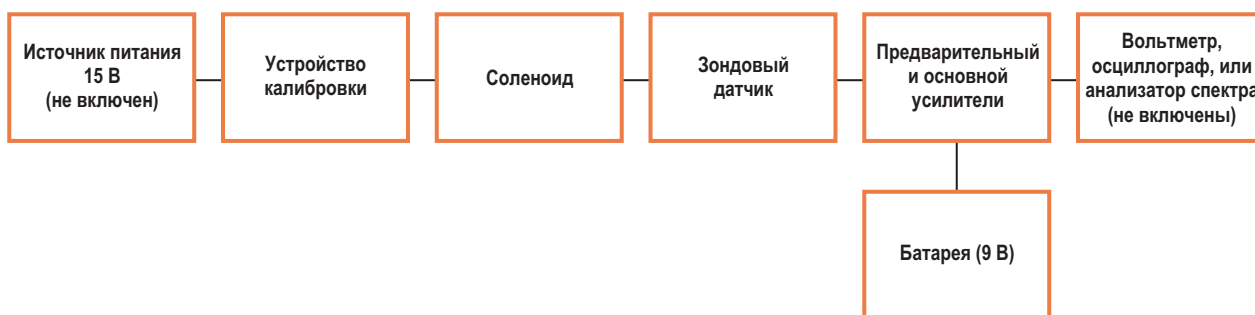 Источник питания
15 В
(не включен)
Устройство
калибровки
Соленоид
Зондовый
датчик
Предварительный
и основной
усилители
Вольтметр,
осциллограф, или
анализатор спектра
(не включены)
Батарея (9 В)